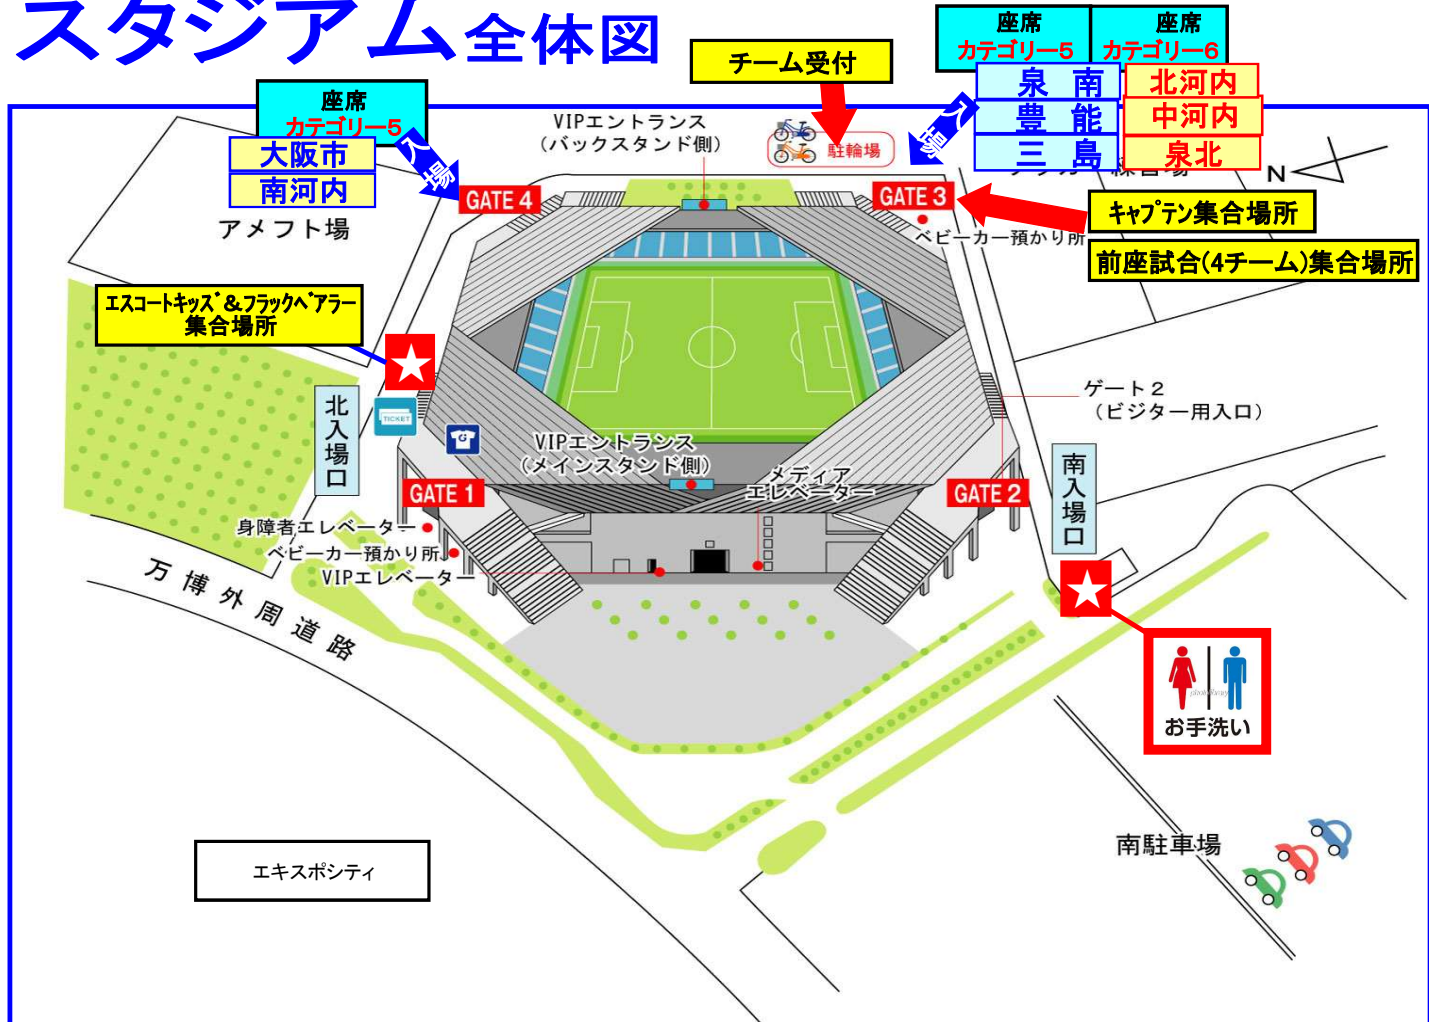 スタジアム全体図
チーム受付
座席
カテゴリー5
座席
カテゴリー6
泉 南
豊 能
三 島
北河内
中河内
泉北
座席
カテゴリー5
大阪市
南河内
入場
入場
VIPエントランス
(バックスタンド側)
駐輪場
N
GATE 4
GATE 3
キャプテン集合場所
ベビーカー預かり所
前座試合(4チーム)集合場所
アメフト場
エスコートキッズ&フラックベアラー
集合場所
北入場口
TICKET
VIPエントランス
(メインスタンド側)
メディア
エレベーター
ゲート2
(ビジター用入口)
南入場口
GATE 1
GATE 2
身障者エレベーター
ベビーカー預かり所
VIPエレベーター
万博外周道路
お手洗い
南駐車場
エキスポシティ